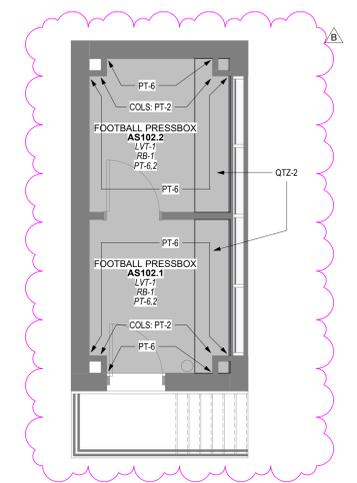 B
PT-6
COLS: PT-2
FOOTBALL PRESSBOX
AS102.2
LVT-1
RB-1
PT-6,2
QTZ-2
PT-6
PT-6
FOOTBALL PRESSBOX
AS102.1
LVT-1
RB-1
PT-6,2
COLS: PT-2
PT-6